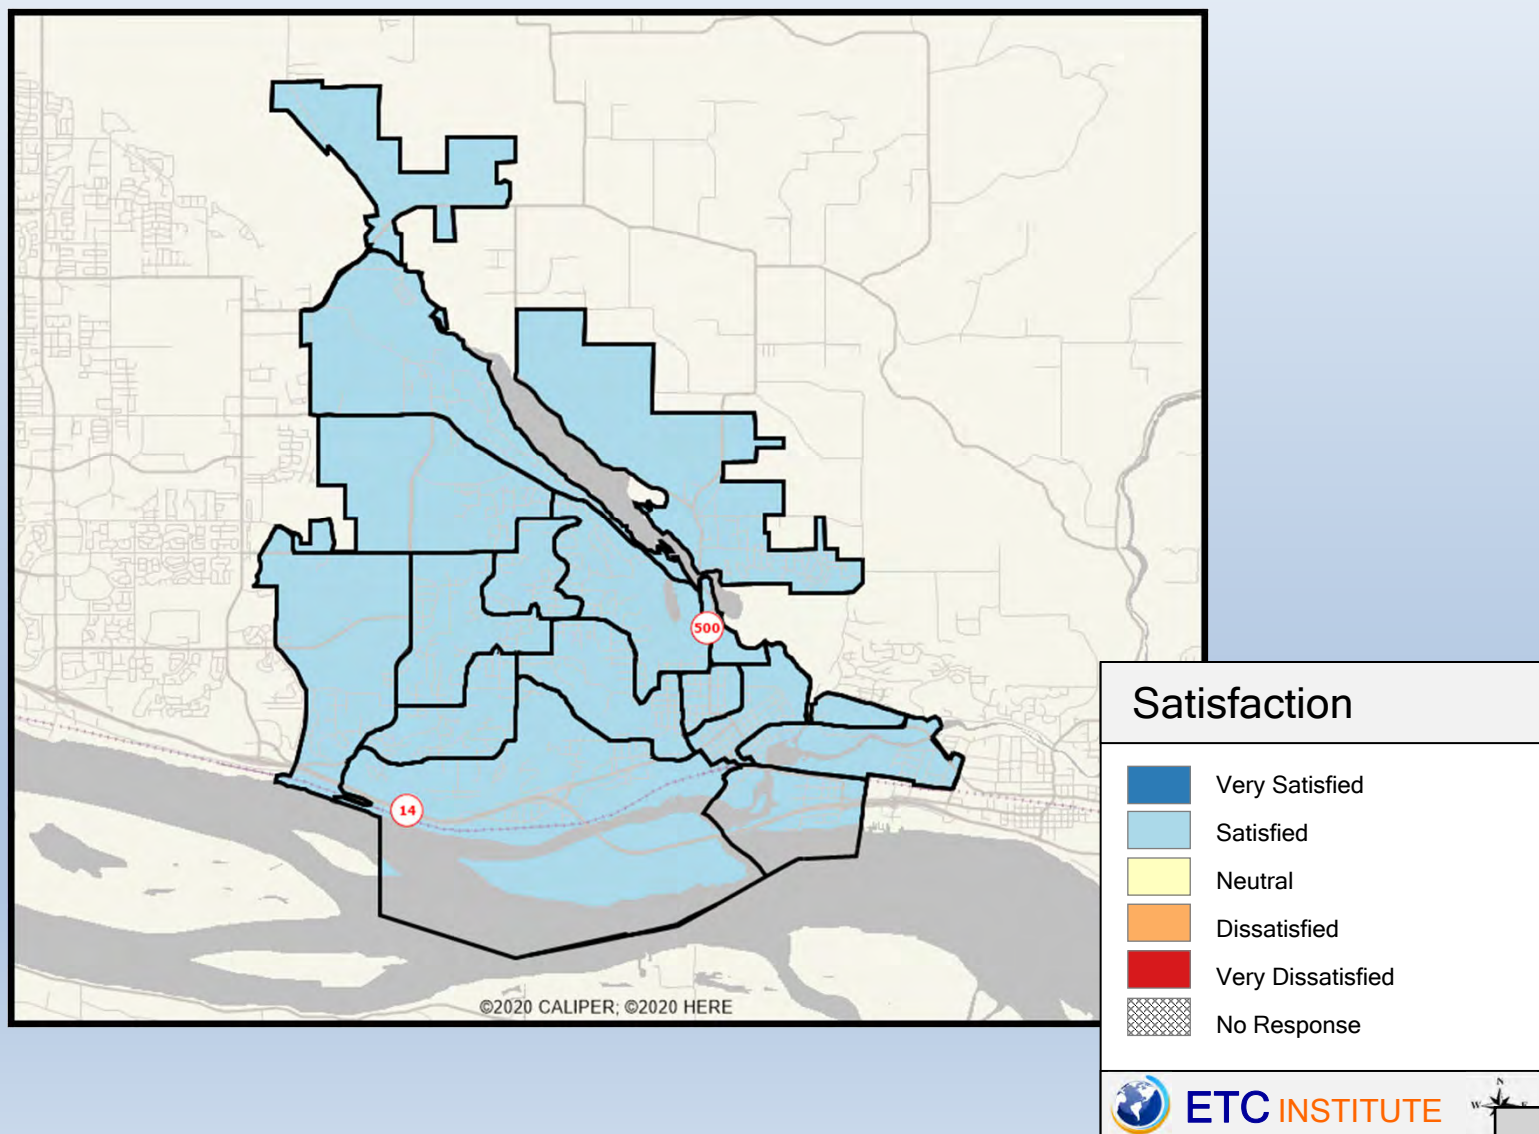 500
14
©2020 CALIPER; ©2020 HERE
Satisfaction
Very Satisfied
Satisfied
Neutral
Dissatisfied
Very Dissatisfied
No Response
ETC INSTITUTE
N
W E